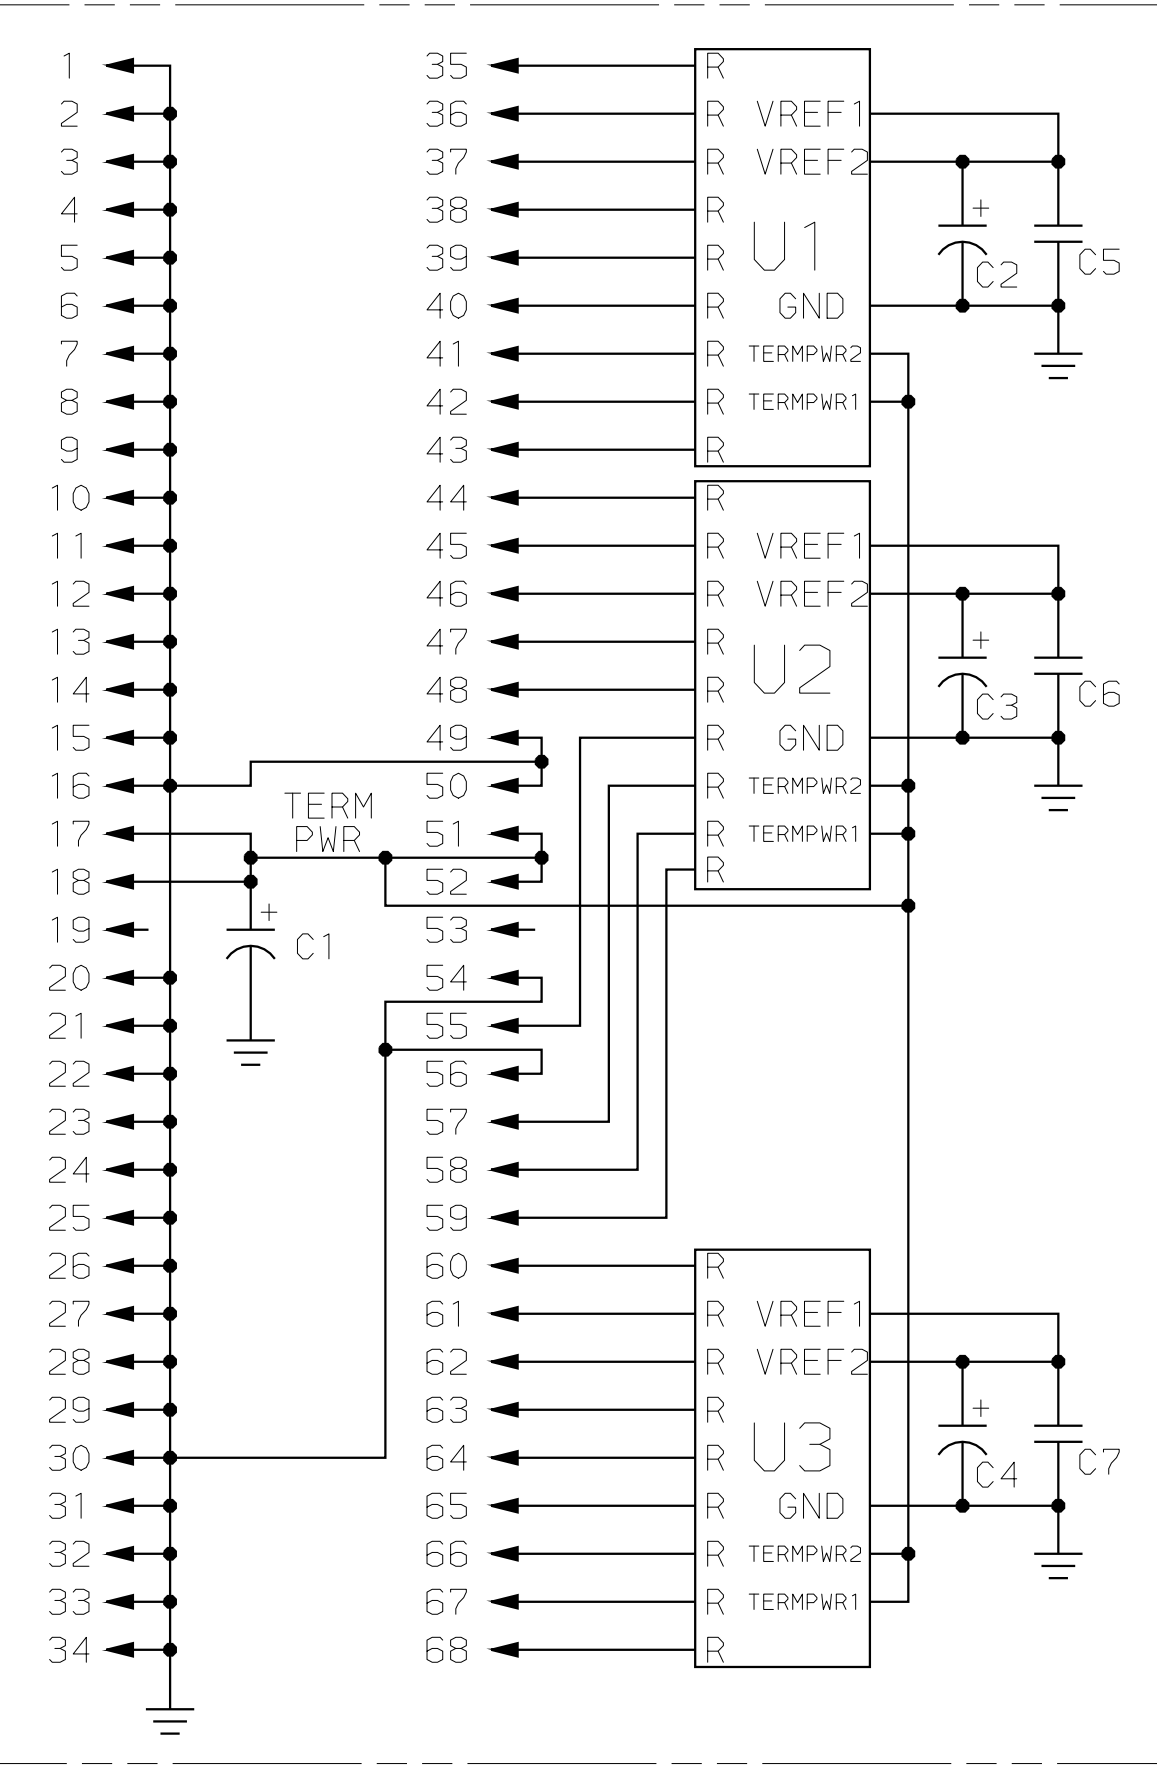 1 35 R
2 36 R VREF1
3 37 R VREF2
4 38 R +
U1
5 39 R C2 C5
6 40 R GND
7 41 R TERMPWR2
8 42 R TERMPWR1
9 43 R
10 44 R
11 45 R VREF1
12 46 R VREF2
13 47 R +
U2
14 48 R C3 C6
15 49 R GND
16 50 R TERMPWR2
TERM
PWR
17 51 R TERMPWR1
18 52 R
+
19 C1 53
20 54
21 55
22 56
23 57
24 58
25 59
26 60 R
27 61 R VREF1
28 62 R VREF2
29 63 R +
U3
30 64 R C4 C7
31 65 R GND
32 66 R TERMPWR2
33 67 R TERMPWR1
34 68 R